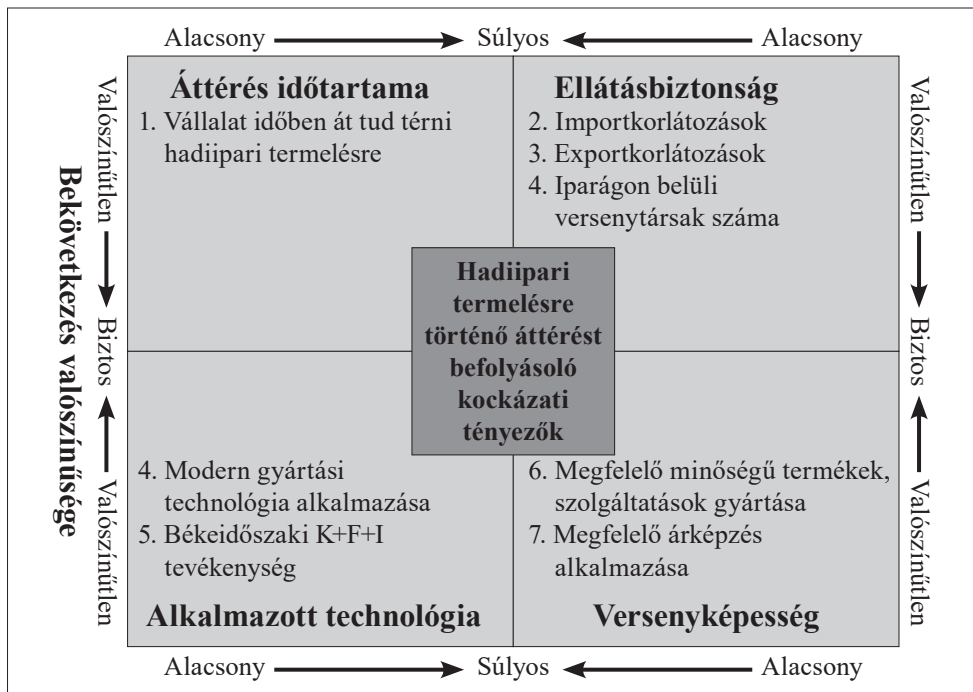 Alacsony Súlyos Alacsony
Bekövetkezés valószínűsége
Valószínűtlen
Biztos
Valószínűtlen
Áttérés időtartama
1. Vállalat időben át tud térni
hadiipari termelésre
Ellátásbiztonság
2. Importkorlátozások
3. Exportkorlátozások
4. Iparágon belüli
versenytársak száma
Hadiipari
termelésre
történő áttérést
befolyásoló
kockázati
tényezők
4. Modern gyártási
technológia alkalmazása
5. Békeidőszaki K+F+I
tevékenység
Alkalmazott technológia
6. Megfelelő minőségű termékek,
szolgáltatások gyártása
7. Megfelelő árképzés
alkalmazása
Versenyképesség
Valószínűtlen
Biztos
Valószínűtlen
Alacsony Súlyos Alacsony